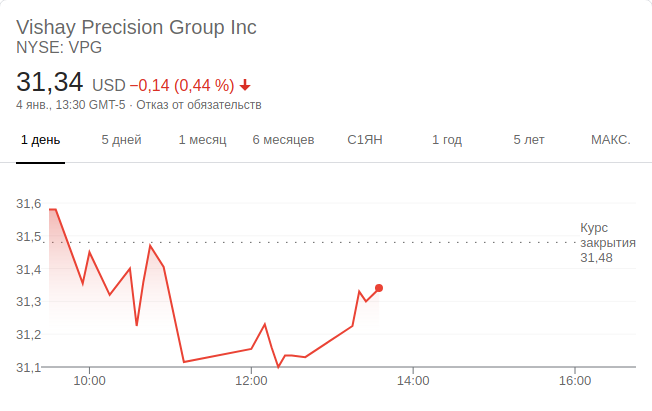 Vishay Precision Group Inc
NYSE: VPG
31,34 USD −0,14 (0,44 %)
4 янв., 13:30 GMT-5 · Отказ от обязательств
1 день 5 дней 1 месяц 6 месяцев С1ЯН 1 год 5 лет МАКС.
31,6
31,5
31,4
31,3
31,2
31,1
Курс
закрытия
31,48
10:00 12:00 14:00 16:00